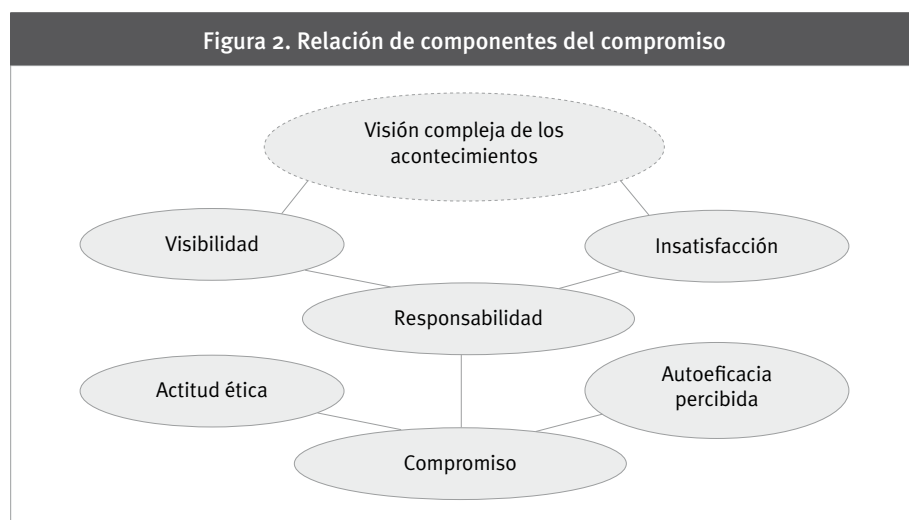 Figura 2. Relación de componentes del compromiso
Visión compleja de los
acontecimientos
Visibilidad
Insatisfacción
Responsabilidad
Actitud ética
Autoeficacia
percibida
Compromiso